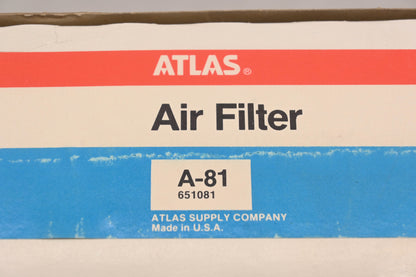 ATLAS®
Air Filter
A-81
651081
ATLAS SUPPLY COMPANY
Made in U.S.A.